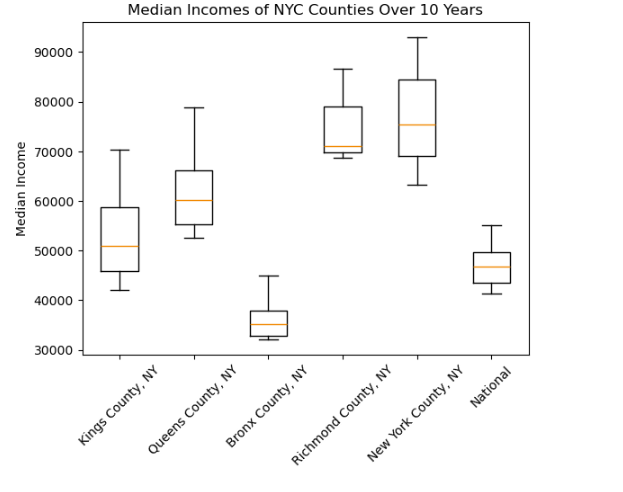 Median Incomes of NYC Counties Over 10 Years
90000
80000
70000
60000
50000
40000
30000
Median Income
Kings County, NY
Queens County, NY
Bronx County, NY
Richmond County, NY
New York County, NY
National